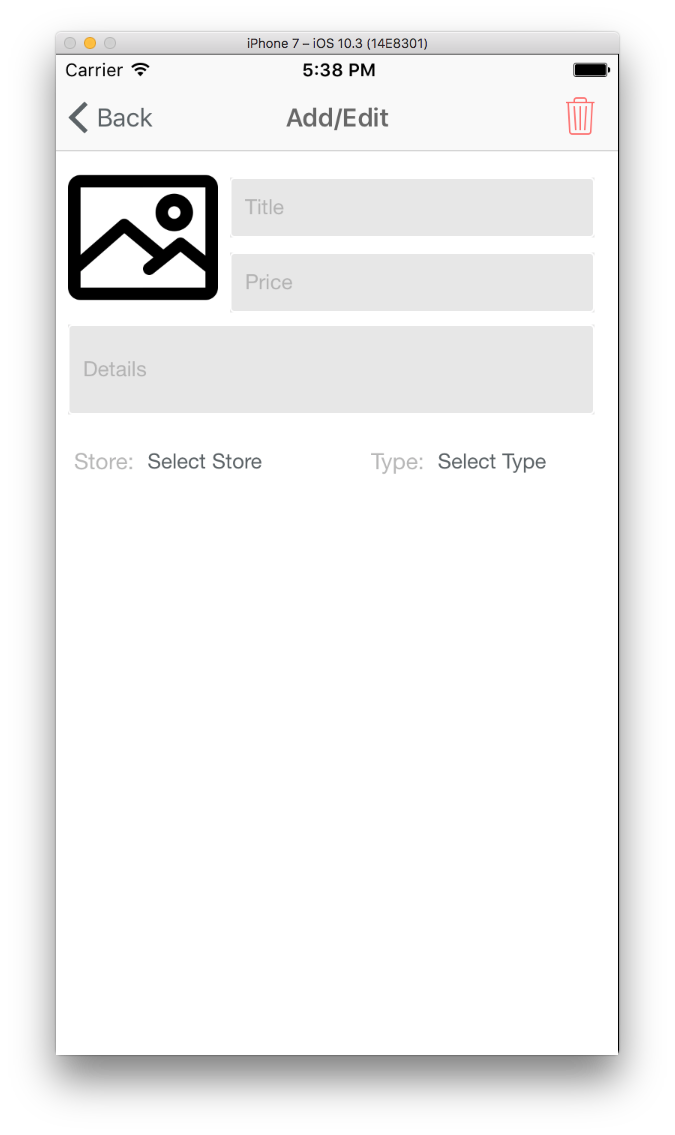 iPhone 7 – iOS 10.3 (14E8301)
Carrier 5:38 PM
Back Add/Edit
Title
Price
Details
Store: Select Store Type: Select Type